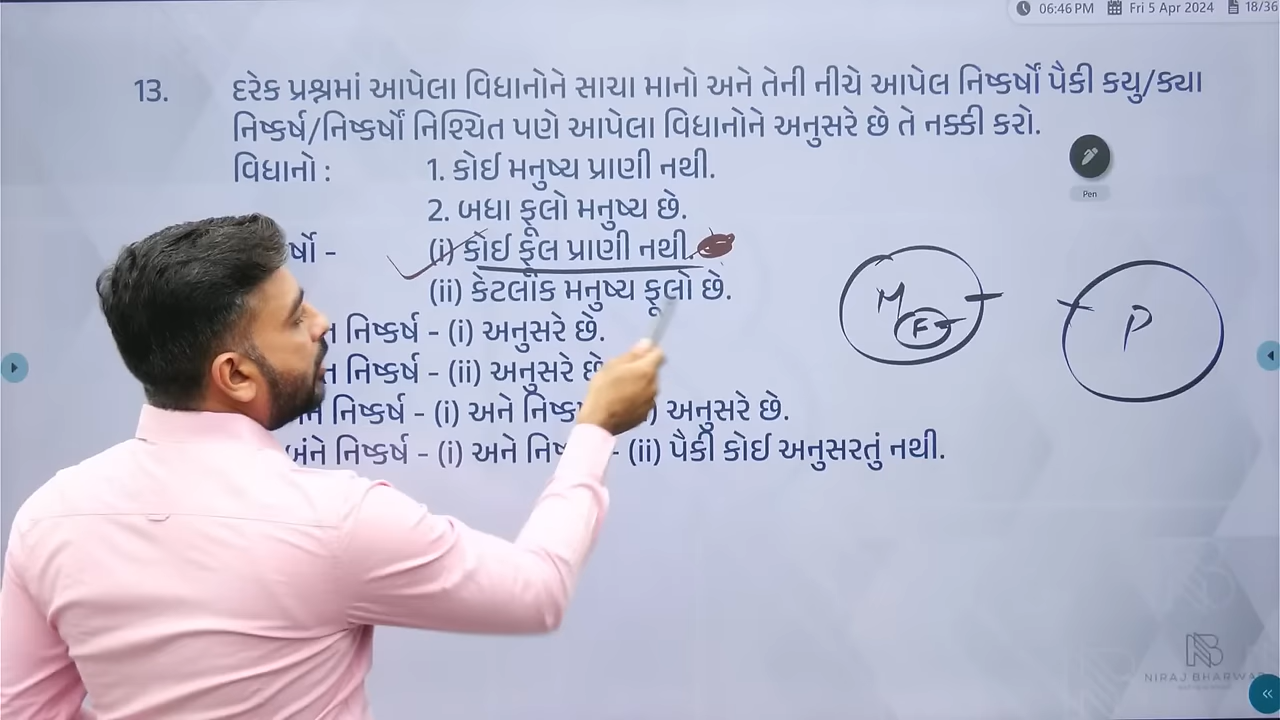 06:46 PM Fri 5 Apr 2024 18/36
13. દરેક પ્રશ્નમાં આપેલા વિધાનોને સાચા માનો અને તેની નીચે આપેલ નિષ્કર્ષો પૈકી કયુ/ક્યા
નિષ્કર્ષ/નિષ્કર્ષો નિશ્ચિત પણે આપેલા વિધાનોને અનુસરે છે તે નક્કી કરો.
Pen
વિધાનો : 1. કોઈ મનુષ્ય પ્રાણી નથી.
2. બધા ફૂલો મનુષ્ય છે.
(i) કોઈ ફૂલ પ્રાણી નથી.
(ii) કેટલાંક મનુષ્ય ફૂલો છે.
M
F
P
નિષ્કર્ષ - (i) અનુસરે છે.
નિષ્કર્ષ - (ii) અનુસરે છે
નિષ્કર્ષ - (i) અને અનુસરે છે.
નિષ્કર્ષ - (i) અને - (ii) પૈકી કોઈ અનુસરતું નથી.
NB
NIRAJ BHARWAD